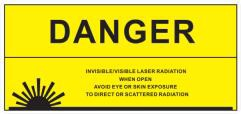 DANGER
INVISIBLE/VISIBLE LASER RADIATION
WHEN OPEN
AVOID EYE OR SKIN EXPOSURE
TO DIRECT OR SCATTERED RADIATION